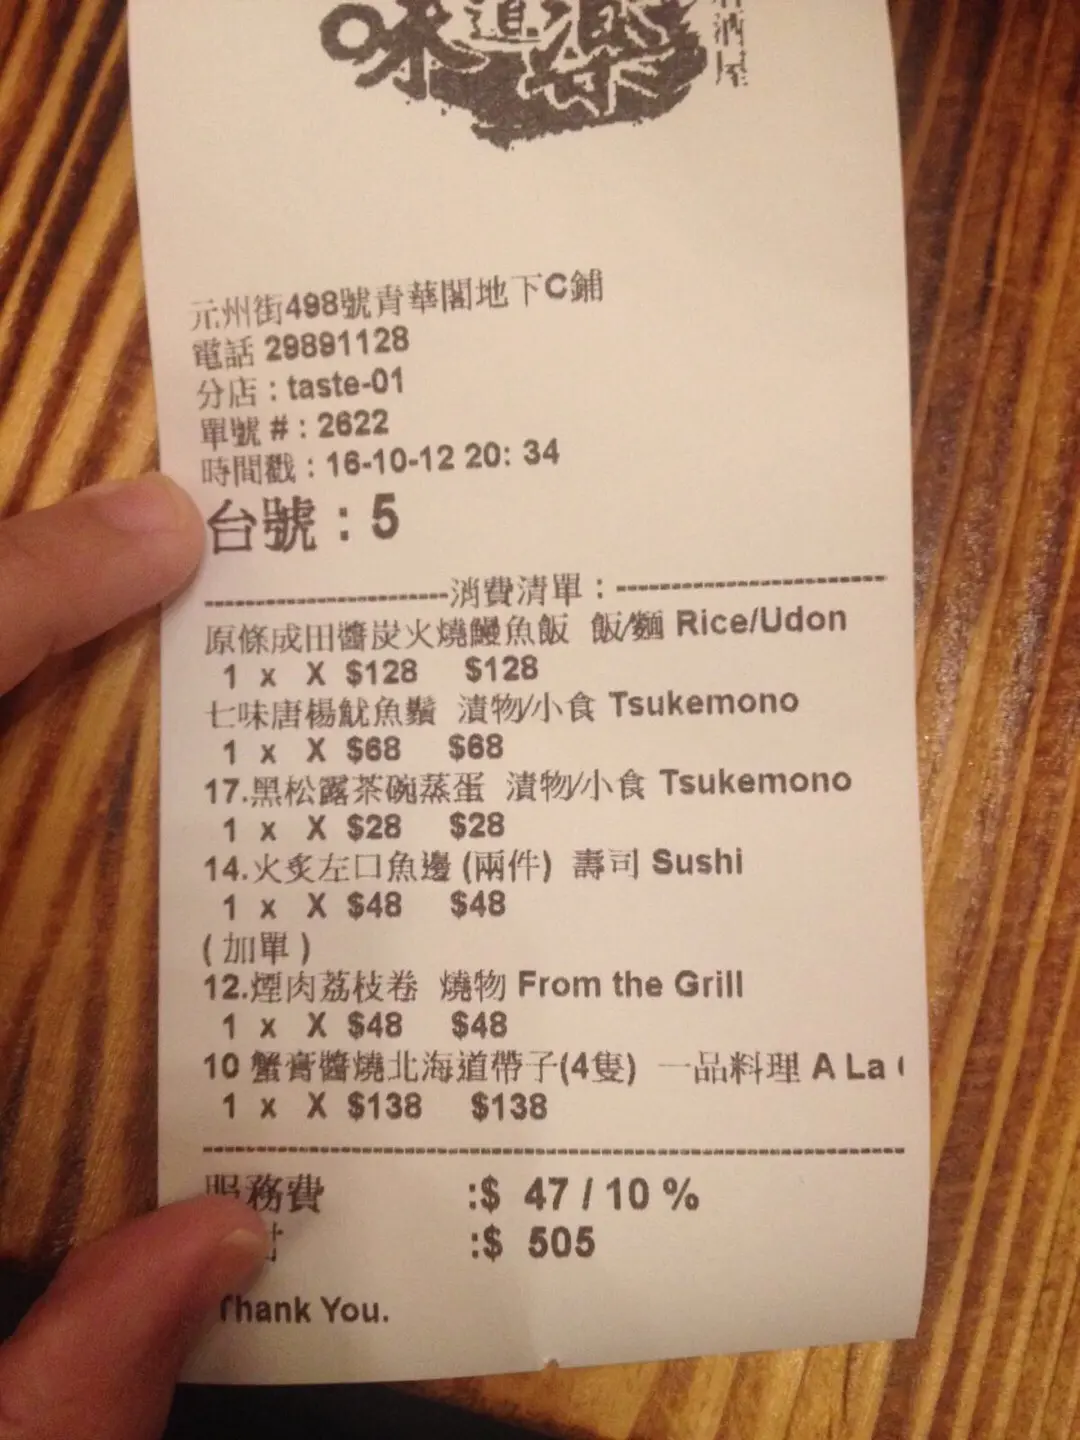 味道楽
酒屋
元州街498號青華閣地下C鋪
電話 29891128
分店 : taste-01
單號 # : 2622
時間戳 : 16-10-12 20: 34
台號 : 5
-----------------------消費清單 : -------------------------
原條成田醬炭火燒鰻魚飯 飯/麵 Rice/Udon
1 x X $128 $128
七味唐楊魷魚鬚 漬物/小食 Tsukemono
1 x X $68 $68
17.黑松露茶碗蒸蛋 漬物/小食 Tsukemono
1 x X $28 $28
14.火炙左口魚邊 (兩件) 壽司 Sushi
1 x X $48 $48
( 加單 )
12.煙肉荔枝卷 燒物 From the Grill
1 x X $48 $48
10 蟹膏醬燒北海道帶子(4隻) 一品料理 A La
1 x X $138 $138
服務費 :$ 47 / 10 %
:$ 505
Thank You.